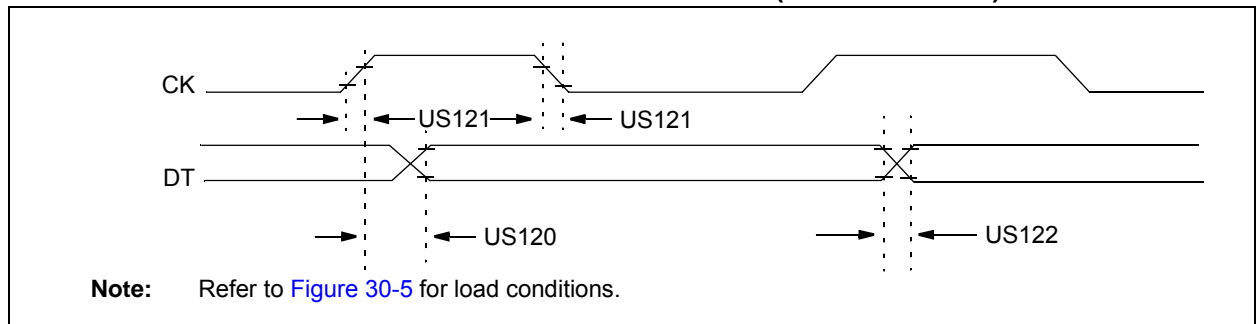 CK
US121
US121
DT
US120
US122
Note: Refer to Figure 30-5 for load conditions.